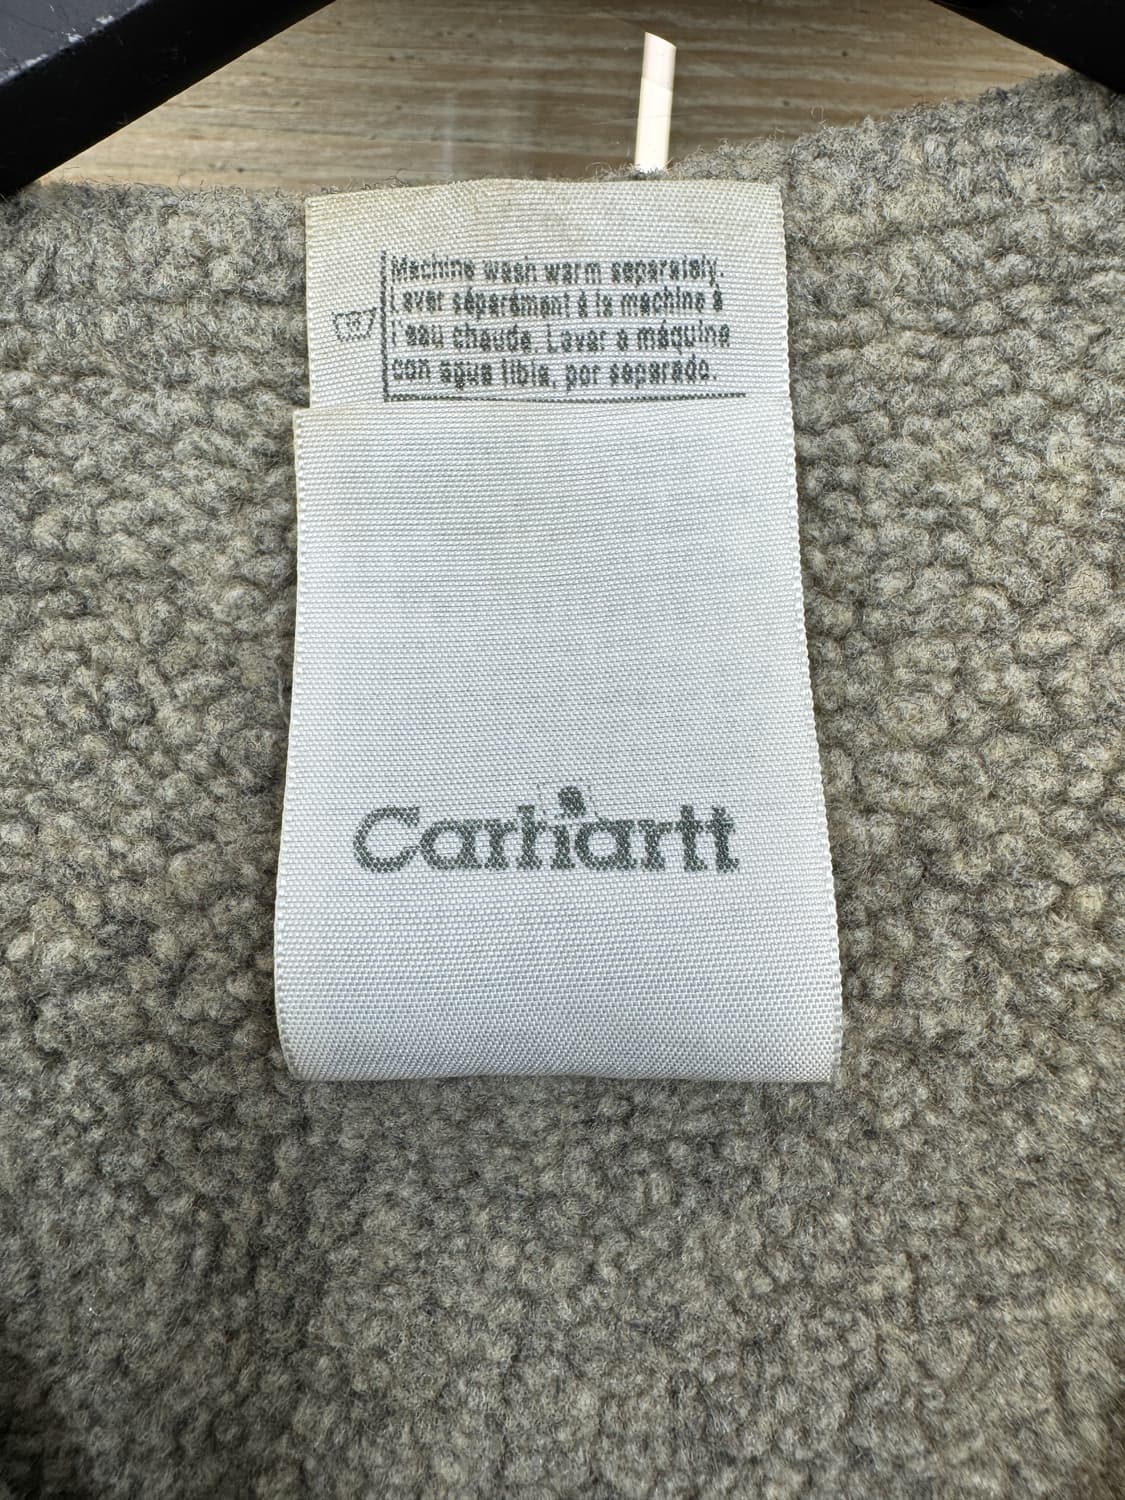 Machine wash warm separately.
Laver séparément à la machine à
l'eau chaude. Lavar a máquina
con agua tibia, por separado.
Carhartt